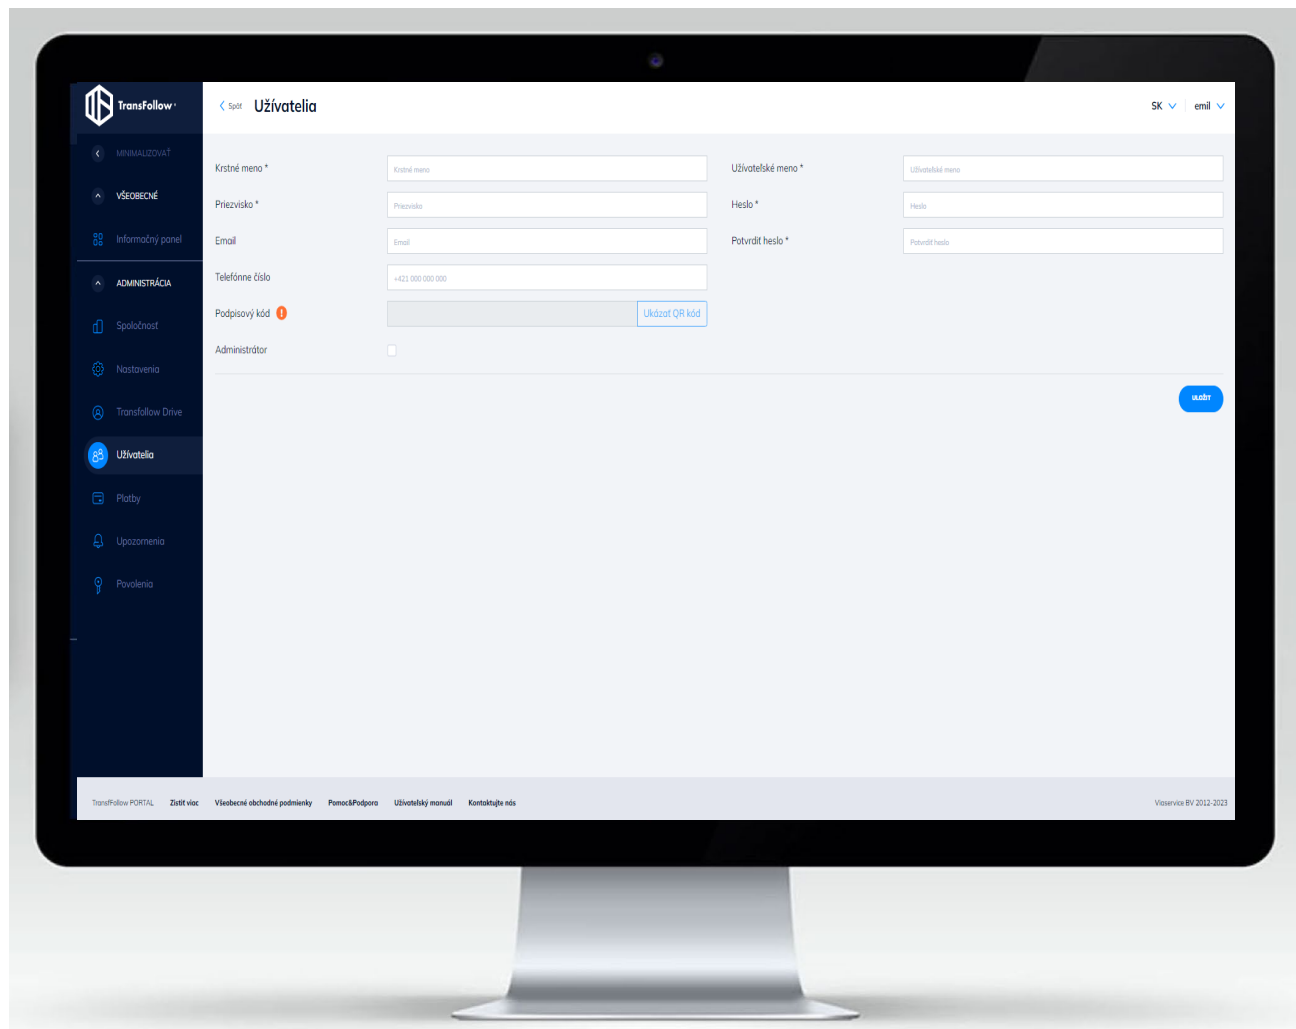 TransFollow
Spöť Užívatelia
SK emil
MINIMALIZOVAŤ
VŠEOBECNÉ
Informačný panel
ADMINISTRÁCIA
Spoločnosť
Nastavenia
Transfollow Drive
Užívatelia
Platby
Upozornenia
Povolenia
Krstné meno * Krstné meno
Priezvisko * Priezvisko
Email Email
Telefónne číslo +421 000 000 000
Podpisový kód ! Ukázať QR kód
Administrátor
Užívateľské meno * Užívateľské meno
Heslo * Heslo
Potvrdiť heslo * Potvrdiť heslo
ULOŽIŤ
TransfFollow PORTAL Zistiť viac Všeobecné obchodné podmienky Pomoc&Podpora Užívateľský manuál Kontaktujte nás
Viaservice BV 2012-2023